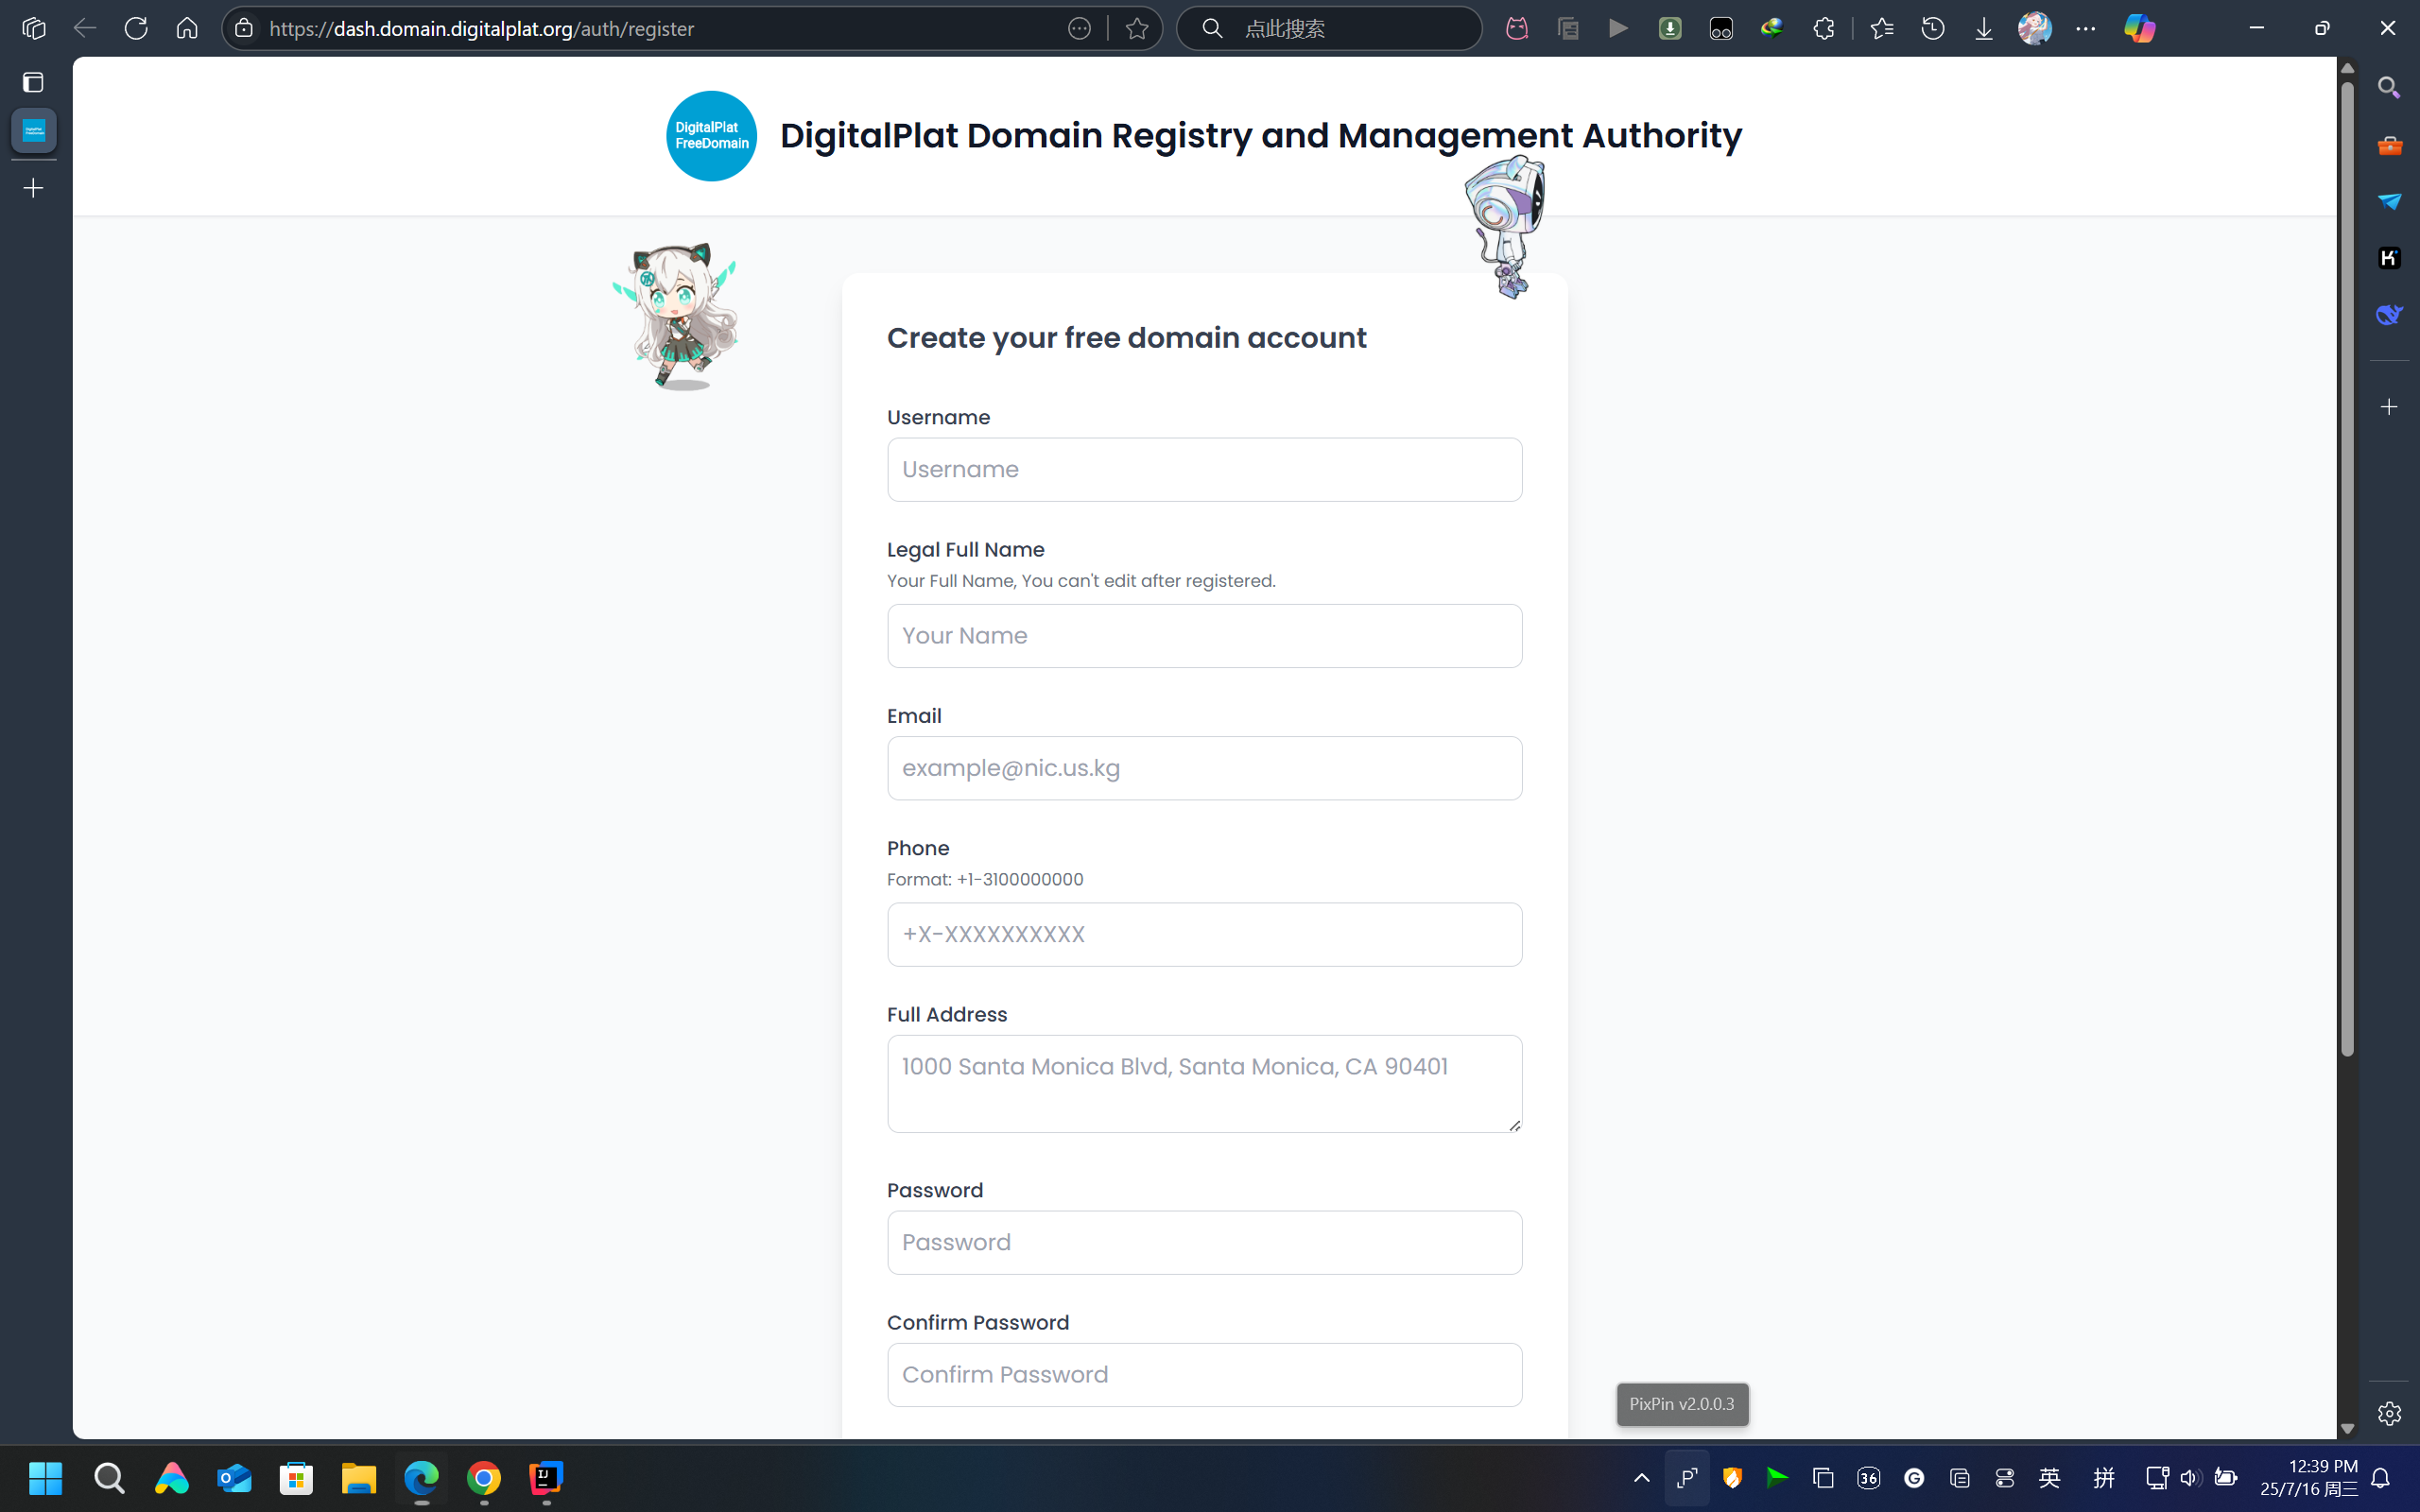 https://dash.domain.digitalplat.org/auth/register
点此搜索
DigitalPlat
FreeDomain
DigitalPlat Domain Registry and Management Authority
Create your free domain account
Username
Username
Legal Full Name
Your Full Name, You can't edit after registered.
Your Name
Email
example@nic.us.kg
Phone
Format: +1-3100000000
+X-XXXXXXXXXX
Full Address
1000 Santa Monica Blvd, Santa Monica, CA 90401
Password
Password
Confirm Password
Confirm Password
PixPin v2.0.0.3
36
英
拼
12:39 PM
25/7/16 周三